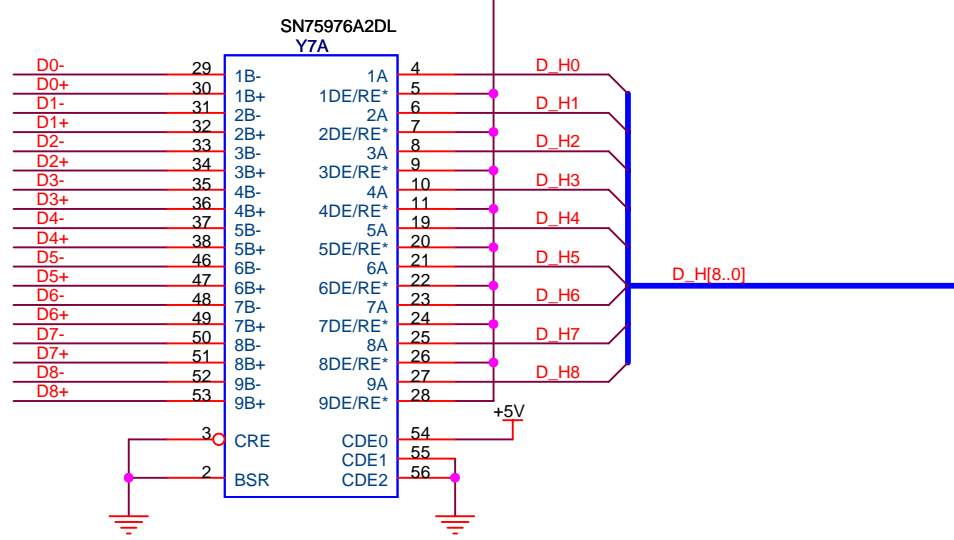 SN75976A2DL
Y7A
D0- 29 1B- 1A 4 D_H0
D0+ 30 1B+ 1DE/RE* 5
D1- 31 2B- 2A 6 D_H1
D1+ 32 2B+ 2DE/RE* 7
D2- 33 3B- 3A 8 D_H2
D2+ 34 3B+ 3DE/RE* 9
D3- 35 4B- 4A 10 D_H3
D3+ 36 4B+ 4DE/RE* 11
D4- 37 5B- 5A 19 D_H4
D4+ 38 5B+ 5DE/RE* 20
D5- 46 6B- 6A 21 D_H5
D_H[8..0]
D5+ 47 6B+ 6DE/RE* 22
D6- 48 7B- 7A 23 D_H6
D6+ 49 7B+ 7DE/RE* 24
D7- 50 8B- 8A 25 D_H7
D7+ 51 8B+ 8DE/RE* 26
D8- 52 9B- 9A 27 D_H8
D8+ 53 9B+ 9DE/RE* 28
+5V
3 CRE CDE0 54
CDE1 55
2 BSR CDE2 56